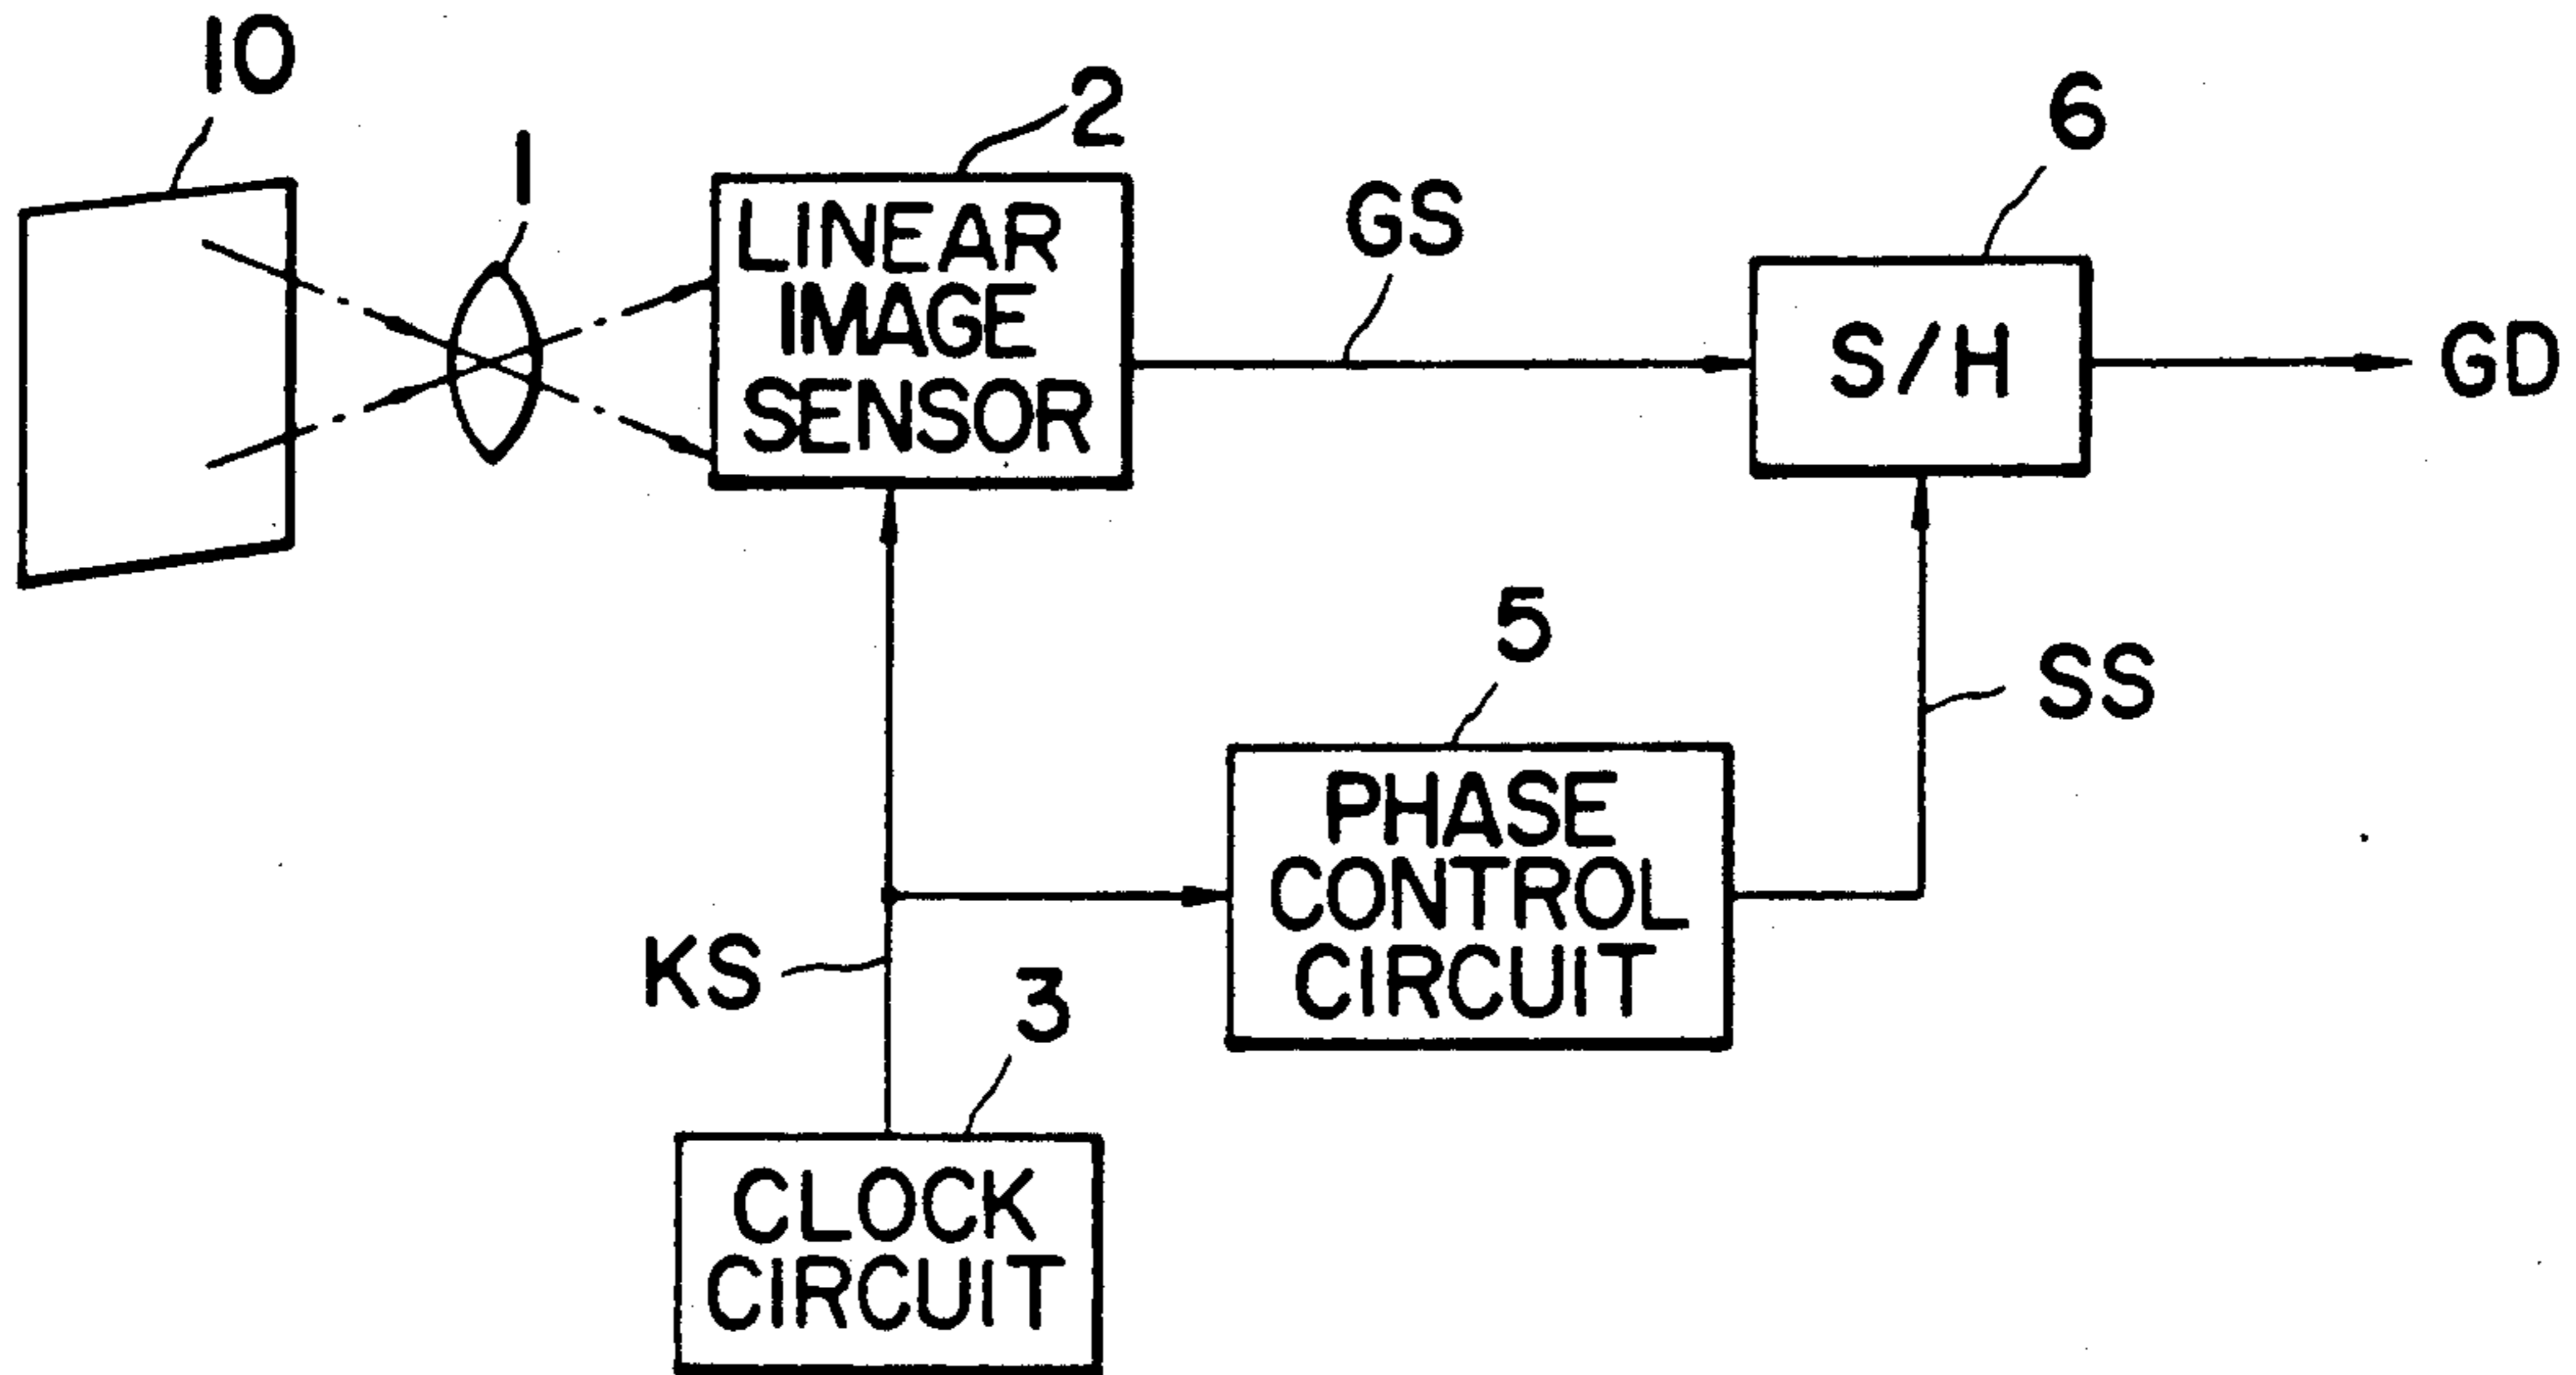 10
1
2
LINEAR
IMAGE
SENSOR
GS
6
S/H
GD
5
PHASE
CONTROL
CIRCUIT
SS
KS
3
CLOCK
CIRCUIT